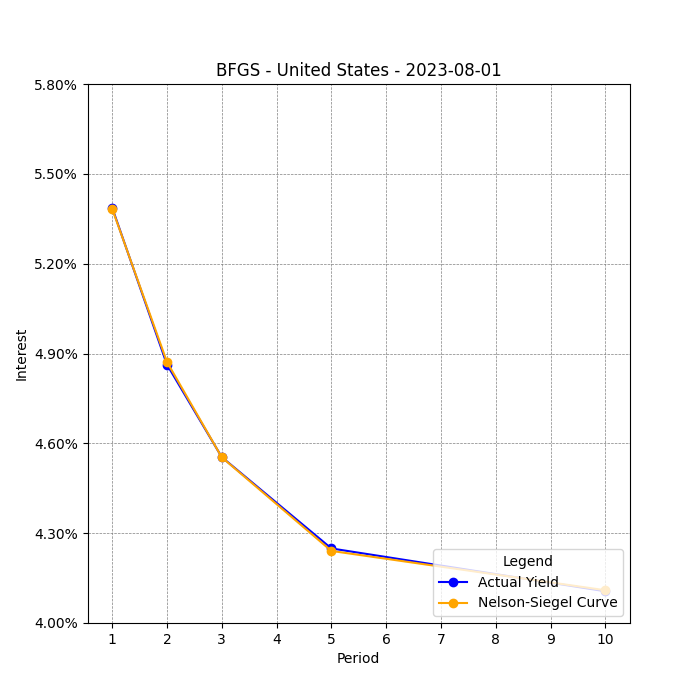 BFGS - United States - 2023-08-01
5.80%
5.50%
5.20%
4.90%
4.60%
4.30%
4.00%
Interest
1 2 3 4 5 6 7 8 9 10
Period
Legend
Actual Yield
Nelson-Siegel Curve